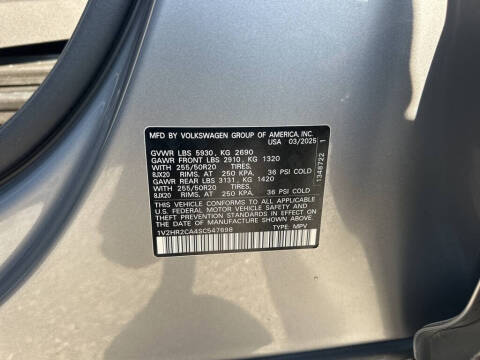 MFD BY VOLKSWAGEN GROUP OF AMERICA, INC.
USA 03/2025
GVWR LBS 5930, KG 2690
GAWR FRONT LBS 2910, KG 1320
WITH 255/50R20 TIRES,
8JX20 RIMS, AT 250 KPA, 36 PSI COLD
GAWR REAR LBS 3131, KG 1420
WITH 255/50R20 TIRES,
8JX20 RIMS, AT 250 KPA, 36 PSI COLD
THIS VEHICLE CONFORMS TO ALL APPLICABLE
U.S. FEDERAL MOTOR VEHICLE SAFETY AND
THEFT PREVENTION STANDARDS IN EFFECT ON THE
DATE OF MANUFACTURE SHOWN ABOVE.
1V2HR2CA4SC547698
TYPE: MPV
1348722 1